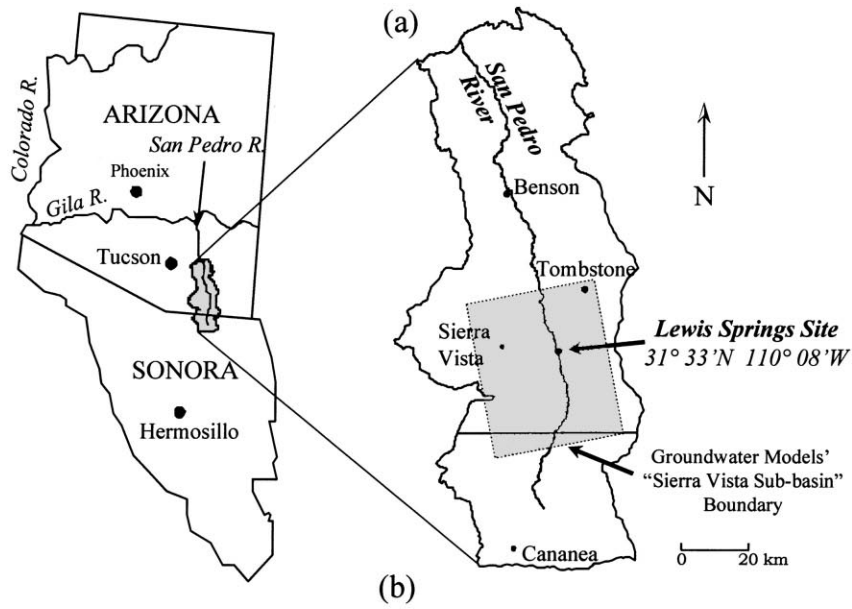 (a)
Colorado R.
ARIZONA
San Pedro R.
Phoenix
Gila R.
Tucson
SONORA
Hermosillo
San Pedro
River
Benson
N
Tombstone
Sierra
Vista
Lewis Springs Site
31° 33’N 110° 08’W
Groundwater Models’
“Sierra Vista Sub-basin”
Boundary
Cananea
0 20 km
(b)